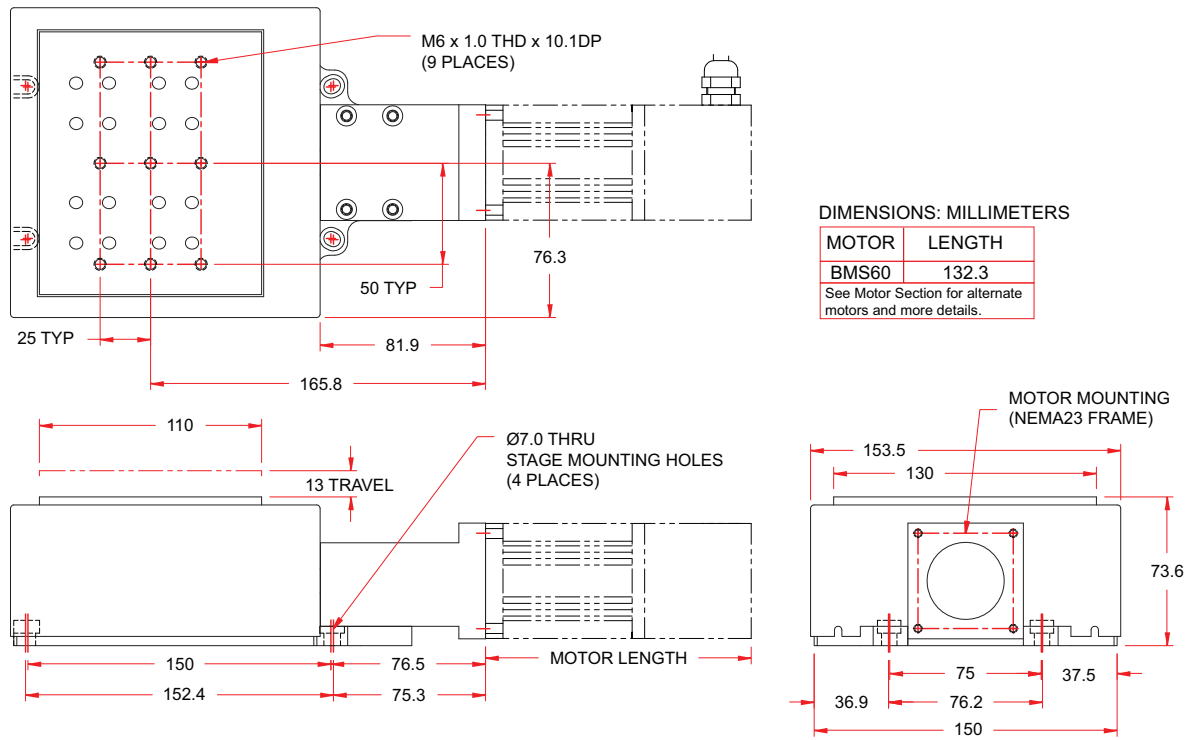 M6 x 1.0 THD x 10.1DP
(9 PLACES)
76.3
50 TYP
25 TYP
81.9
165.8
DIMENSIONS: MILLIMETERS
MOTOR LENGTH
BMS60 132.3
See Motor Section for alternate
motors and more details.
110
13 TRAVEL
Ø7.0 THRU
STAGE MOUNTING HOLES
(4 PLACES)
150
76.5
MOTOR LENGTH
152.4
75.3
MOTOR MOUNTING
(NEMA23 FRAME)
153.5
130
73.6
75
37.5
36.9
76.2
150